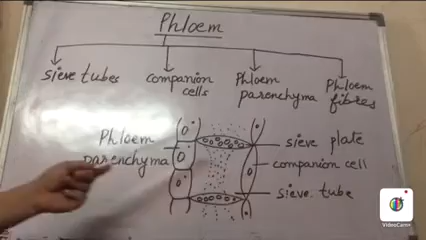 Phloem
sieve tubes
companion
cells
Phloem
parenchyma
Phloem
fibres
Phloem
parenchyma
sieve plate
companion cell
sieve tube
VideoCam+